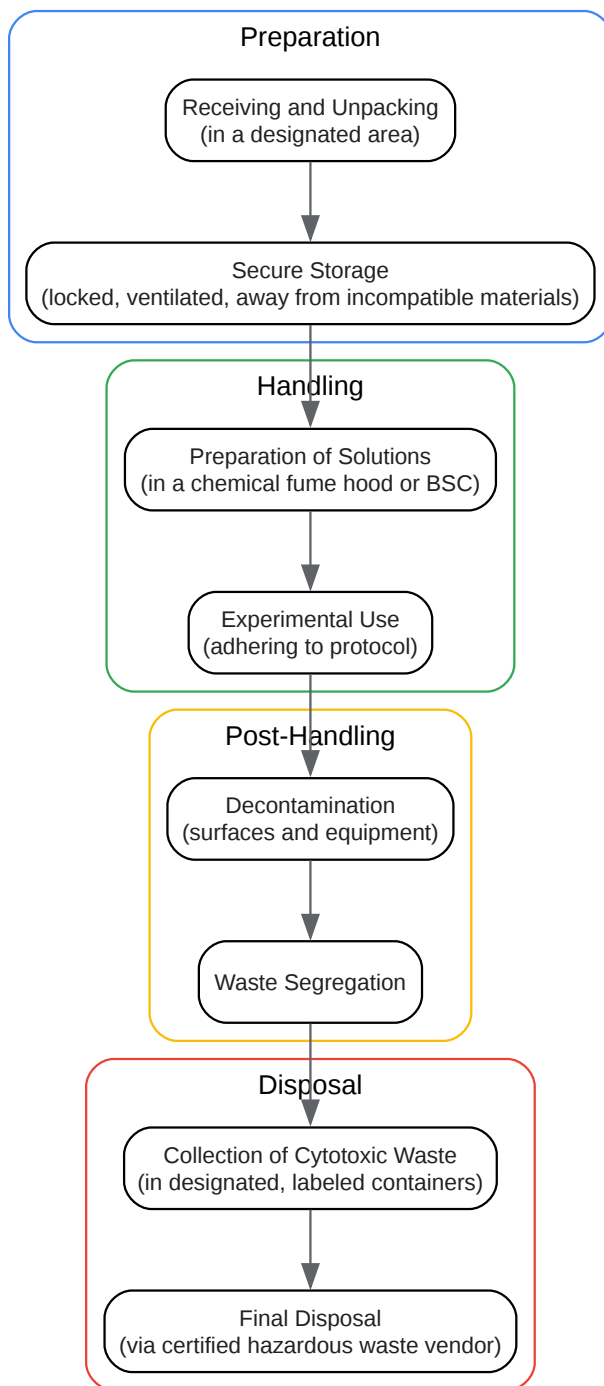 Preparation
Receiving and Unpacking
(in a designated area)
Secure Storage
(locked, ventilated, away from incompatible materials)
Handling
Preparation of Solutions
(in a chemical fume hood or BSC)
Experimental Use
(adhering to protocol)
Post-Handling
Decontamination
(surfaces and equipment)
Waste Segregation
Disposal
Collection of Cytotoxic Waste
(in designated, labeled containers)
Final Disposal
(via certified hazardous waste vendor)